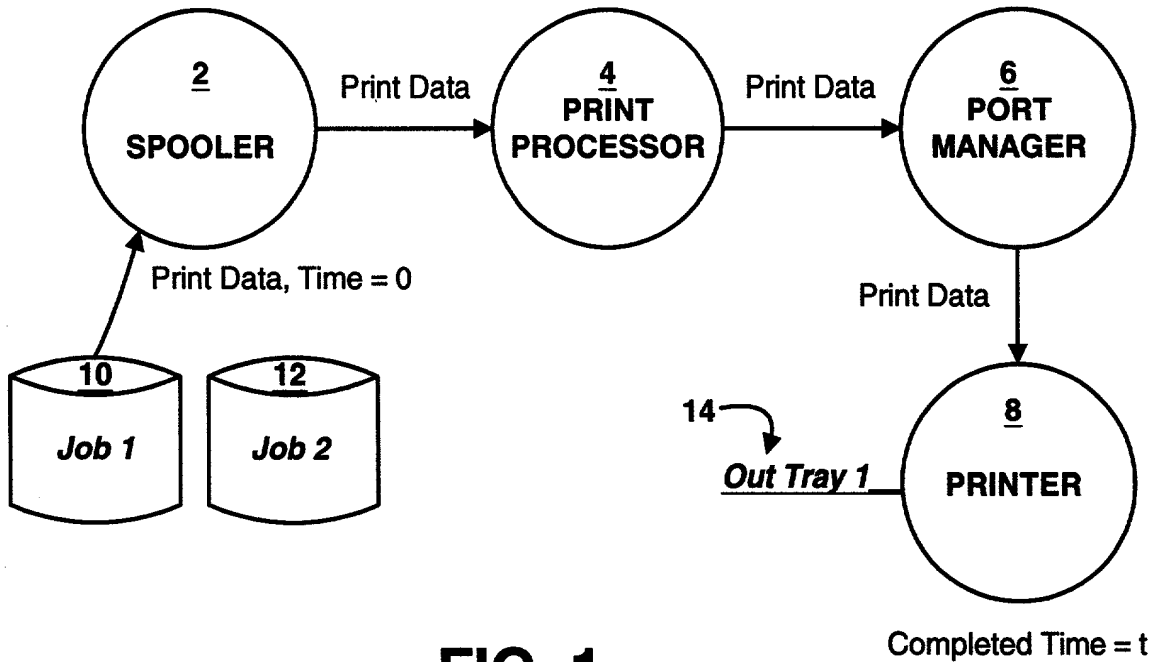 2
SPOOLER
Print Data
4
PRINT
PROCESSOR
Print Data
6
PORT
MANAGER
Print Data, Time = 0
Print Data
10
Job 1
12
Job 2
14
Out Tray 1
8
PRINTER
Completed Time = t
FIG. 1